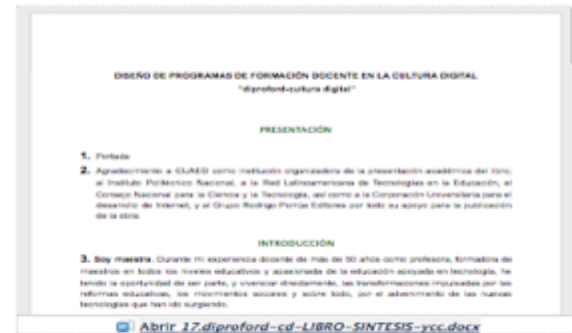 DISEÑO DE PROGRAMAS DE FORMACIÓN DOCENTE EN LA CULTURA DIGITAL
"diproford-cultura digital"
PRESENTACIÓN
1. Portada
2. Agradecimiento a CUAED como institución organizadora de la presentación académica del libro;
al Instituto Politécnico Nacional, a la Red Latinoamericana de Tecnologías en la Educación, al
Consejo Nacional para la Ciencia y la Tecnología, así como a la Corporación Universitaria para el
desarrollo de Internet, y al Grupo Rodrigo Porrúa Editores por todo su apoyo para la publicación
de la obra.
INTRODUCCIÓN
3. Soy maestra. Durante mi experiencia docente de más de 50 años como profesora, formadora de
maestros en todos los niveles educativos y apasionada de la educación apoyada en tecnología, he
tenido la oportunidad de ser parte, y vivenciar directamente, las transformaciones impulsadas por las
reformas educativas, los movimientos sociales y sobre todo, por el advenimiento de las nuevas
tecnologías que han ido surgiendo.
Abrir 17.diproford-cd-LIBRO-SINTESIS-ycc.docx